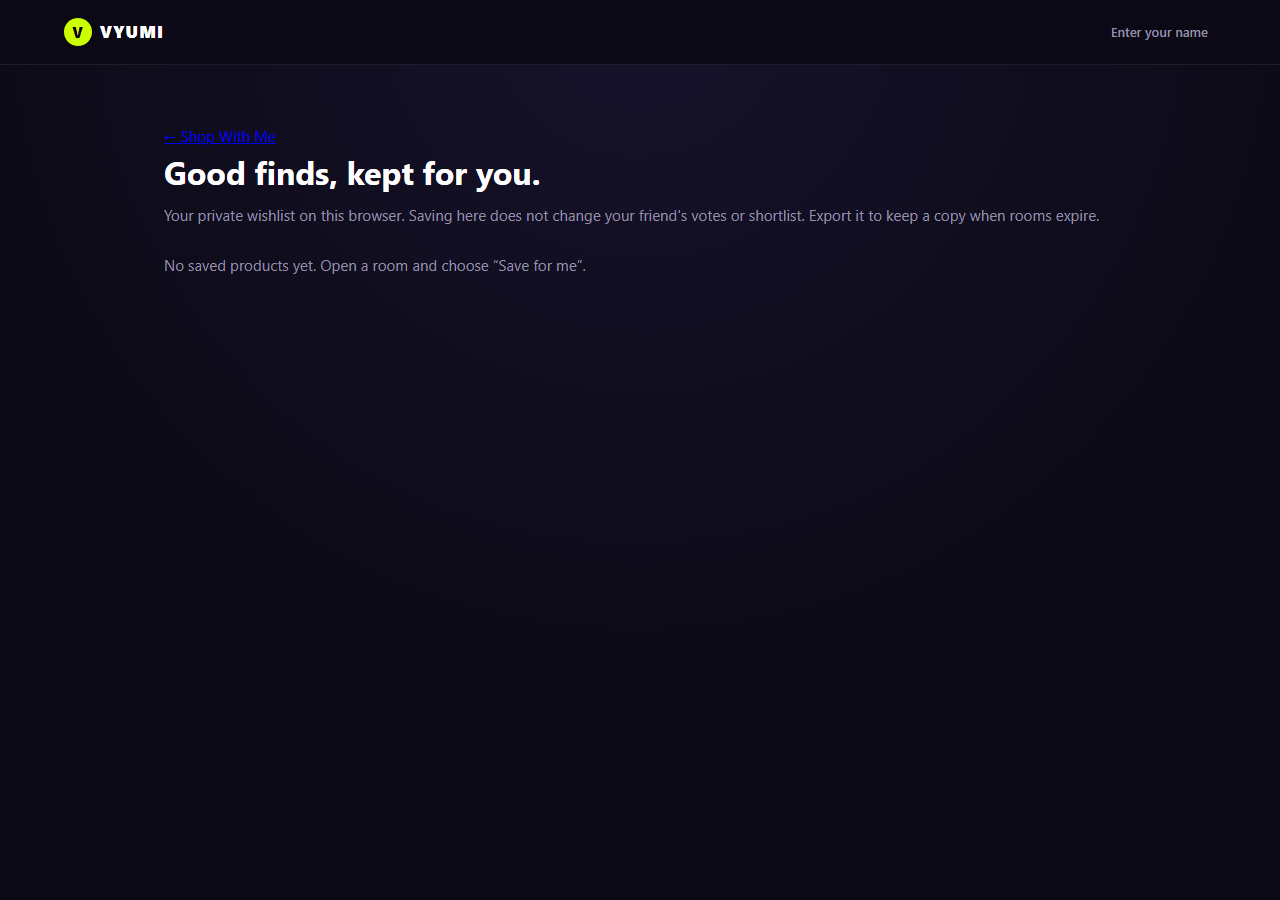 V VYUMI
Enter your name
← Shop With Me
Good finds, kept for you.
Your private wishlist on this browser. Saving here does not change your friend's votes or shortlist. Export it to keep a copy when rooms expire.
No saved products yet. Open a room and choose “Save for me”.